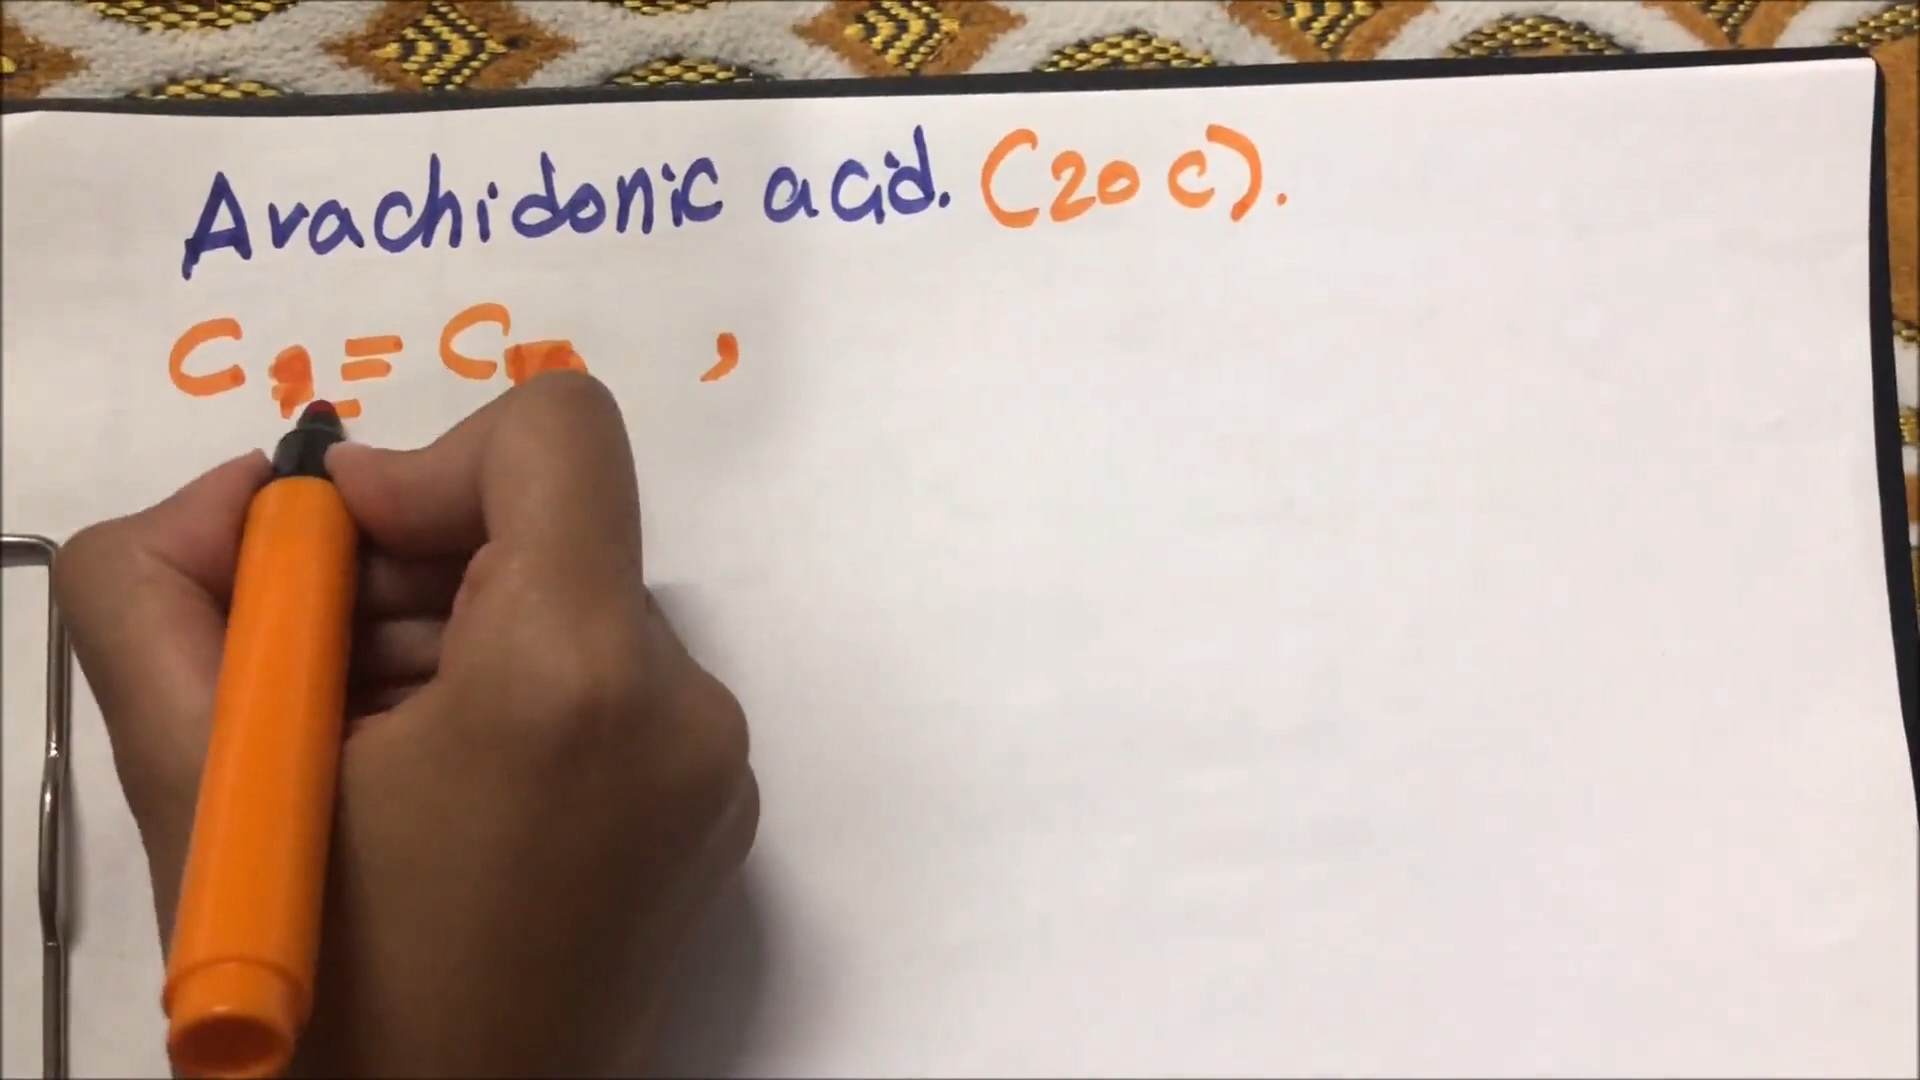 Arachidonic acid. (20 C).
C = C ,